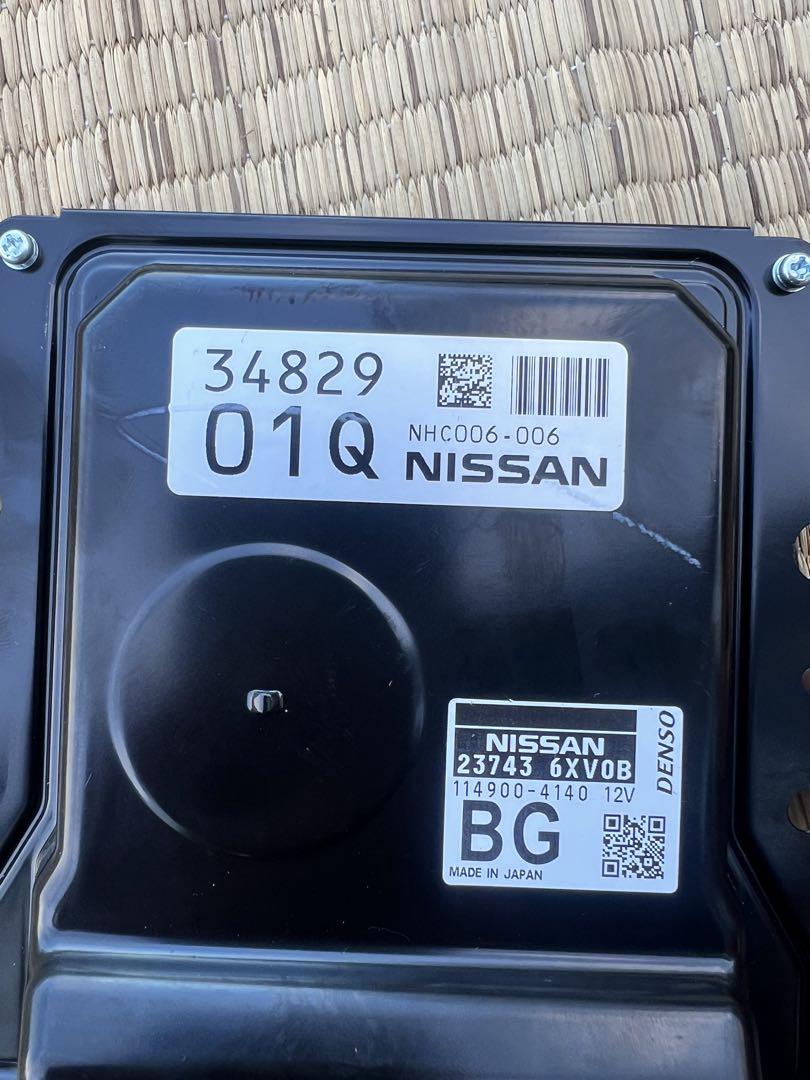 34829
01Q
NHC006-006
NISSAN
NISSAN
23743 6XV0B
114900-4140 12V
BG
MADE IN JAPAN
DENSO